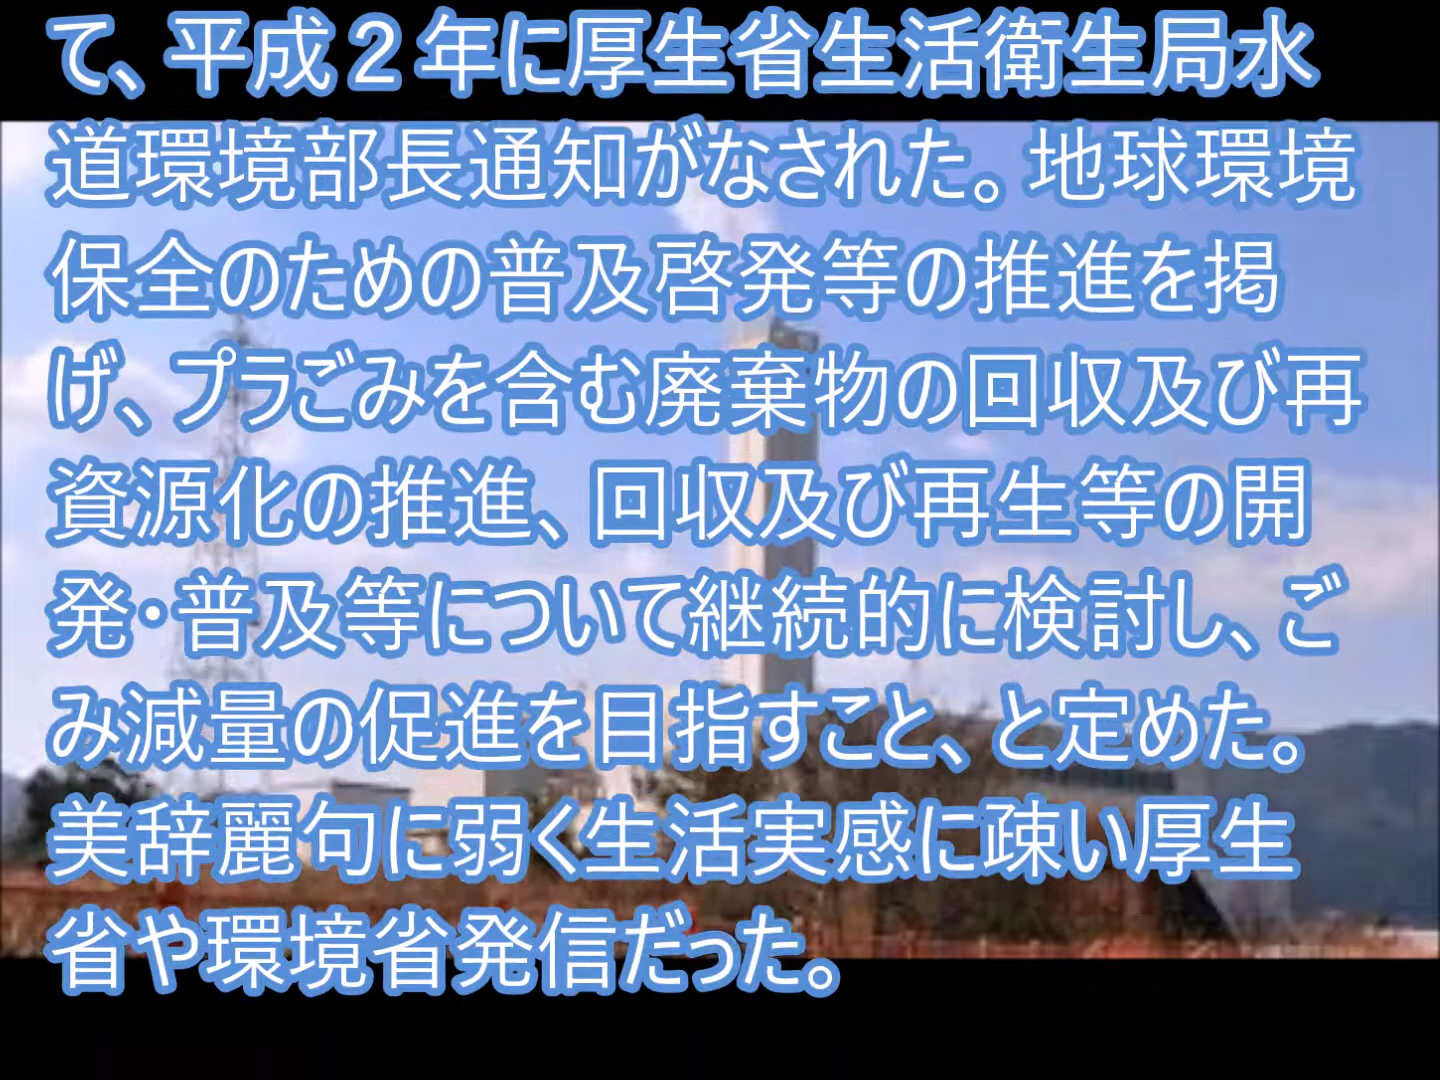 て、平成２年に厚生省生活衛生局水
道環境部長通知がなされた。地球環境
保全のための普及啓発等の推進を掲
げ、プラごみを含む廃棄物の回収及び再
資源化の推進、回収及び再生等の開
発・普及等について継続的に検討し、ご
み減量の促進を目指すこと、と定めた。
美辞麗句に弱く生活実感に疎い厚生
省や環境省発信だった。